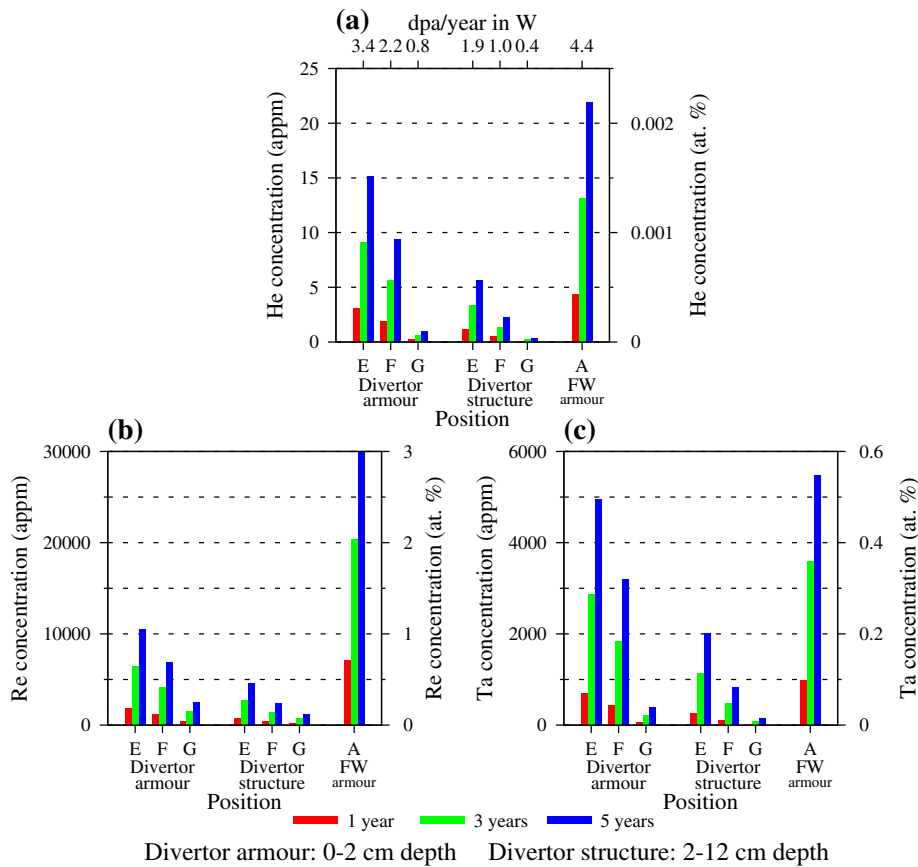 (a)
dpa/year in W
3.4 2.2 0.8 1.9 1.0 0.4 4.4
He concentration (appm)
25
20
15
10
5
0
He concentration (at. %)
0.002
0.001
0
E F G E F G A
Divertor armour
Divertor structure
FW armour
Position
(b)
Re concentration (appm)
30000
20000
10000
0
Re concentration (at. %)
3
2
1
0
E F G E F G A
Divertor armour
Divertor structure
FW armour
Position
(c)
Ta concentration (appm)
6000
4000
2000
0
Ta concentration (at. %)
0.6
0.4
0.2
0
E F G E F G A
Divertor armour
Divertor structure
FW armour
Position
1 year 3 years 5 years
Divertor armour: 0-2 cm depth Divertor structure: 2-12 cm depth